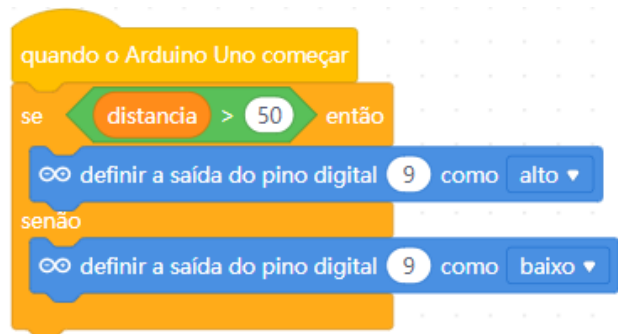 quando o Arduino Uno começar
se distancia > 50 então
definir a saída do pino digital 9 como alto
senão
definir a saída do pino digital 9 como baixo